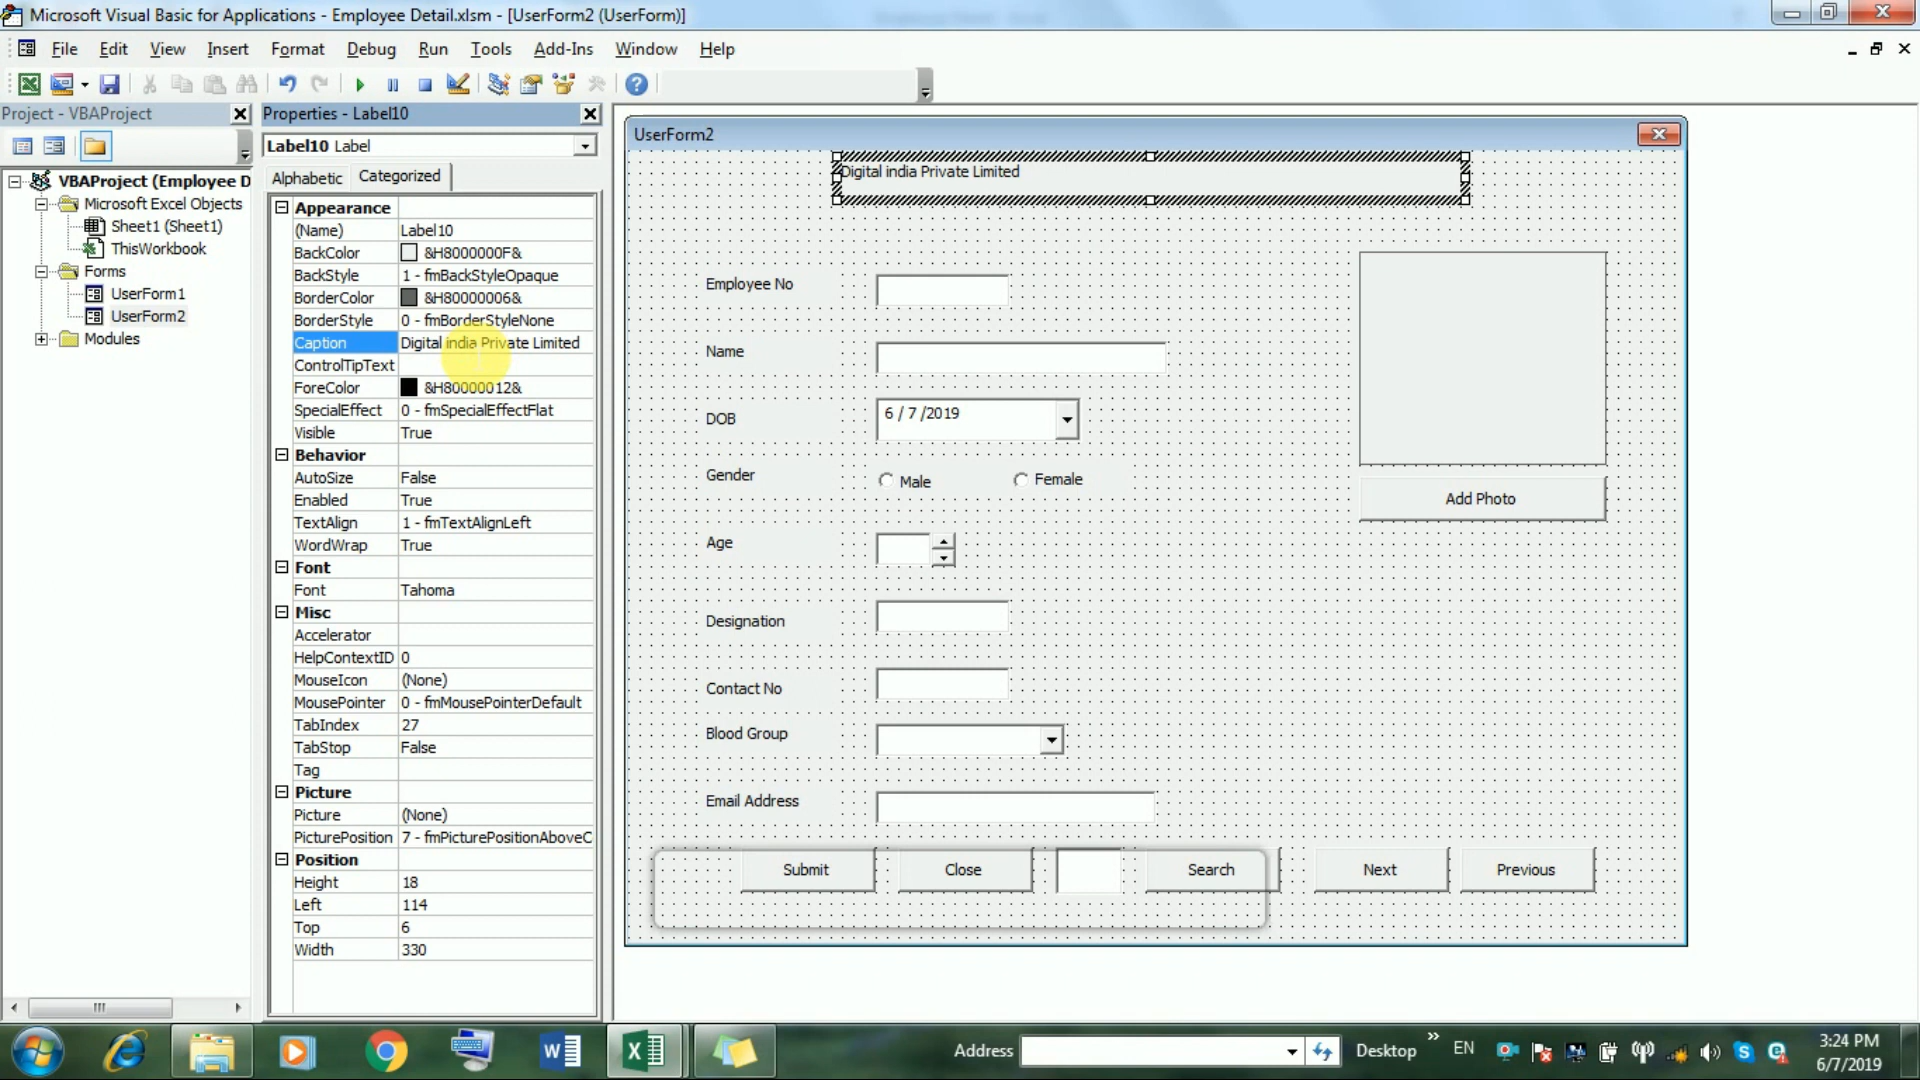 Microsoft Visual Basic for Applications - Employee Detail.xlsm - [UserForm2 (UserForm)]
File Edit View Insert Format Debug Run Tools Add-Ins Window Help
Project - VBAProject
VBAProject (Employee D
Microsoft Excel Objects
Sheet1 (Sheet1)
ThisWorkbook
Forms
UserForm1
UserForm2
Modules
Properties - Label10
Label10 Label
Alphabetic Categorized
Appearance
(Name) Label10
BackColor &H8000000F&
BackStyle 1 - fmBackStyleOpaque
BorderColor &H80000006&
BorderStyle 0 - fmBorderStyleNone
Caption Digital india Private Limited
ControlTipText
ForeColor &H80000012&
SpecialEffect 0 - fmSpecialEffectFlat
Visible True
Behavior
AutoSize False
Enabled True
TextAlign 1 - fmTextAlignLeft
WordWrap True
Font
Font Tahoma
Misc
Accelerator
HelpContextID 0
MouseIcon (None)
MousePointer 0 - fmMousePointerDefault
TabIndex 27
TabStop False
Tag
Picture
Picture (None)
PicturePosition 7 - fmPicturePositionAboveC
Position
Height 18
Left 114
Top 6
Width 330
UserForm2
Digital india Private Limited
Employee No
Name
DOB 6 / 7 /2019
Gender Male Female
Add Photo
Age
Designation
Contact No
Blood Group
Email Address
Submit Close Search Next Previous
Address Desktop » EN
3:24 PM
6/7/2019